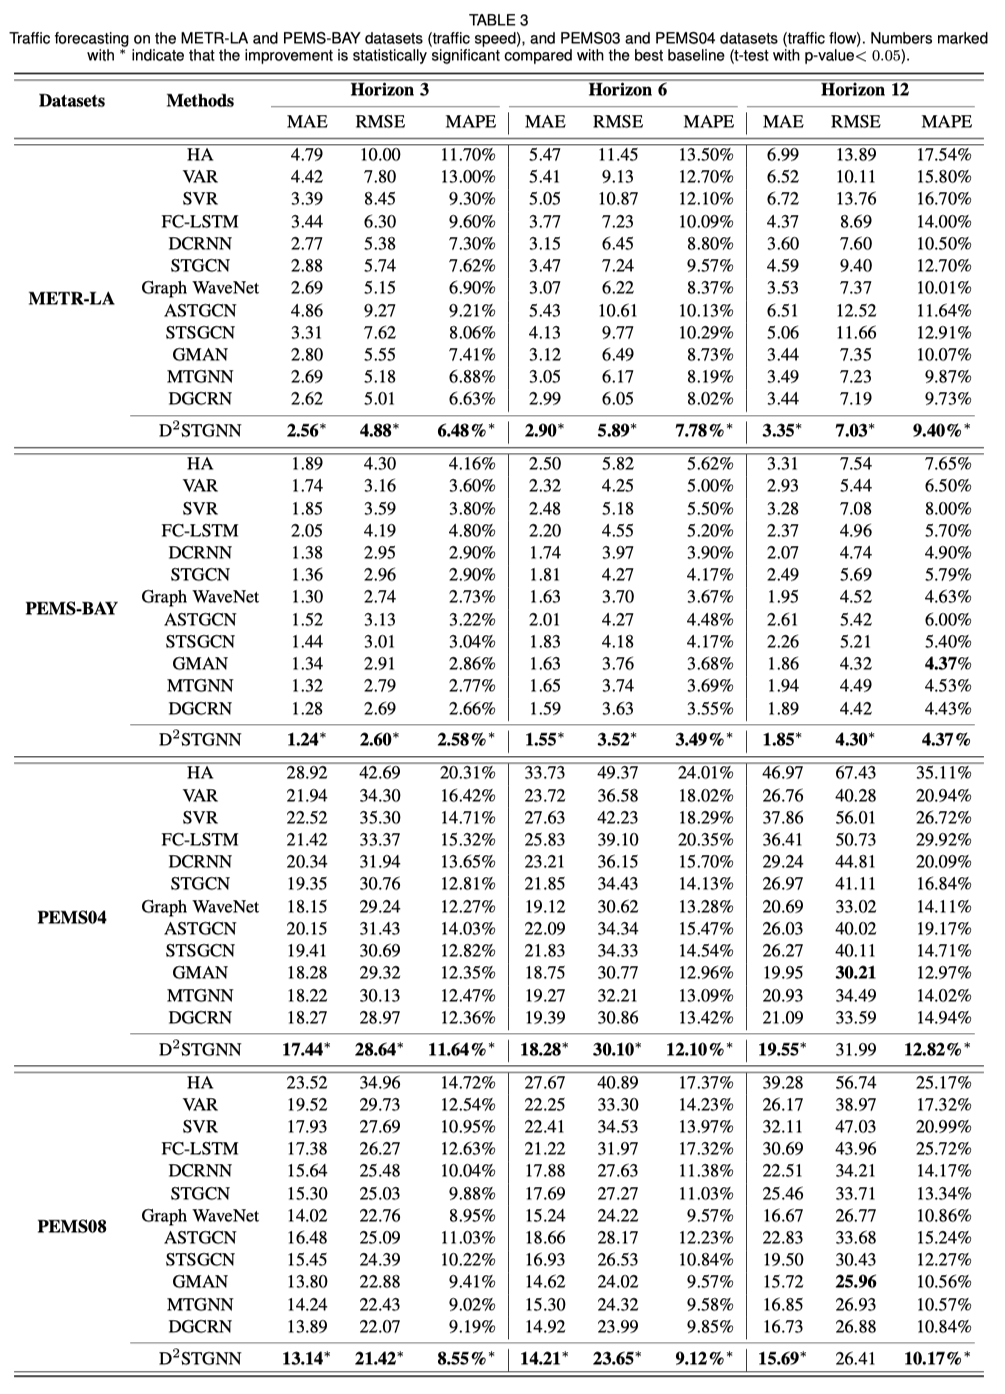 TABLE 3
Traffic forecasting on the METR-LA and PEMS-BAY datasets (traffic speed), and PEMS03 and PEMS04 datasets (traffic flow). Numbers marked
with * indicate that the improvement is statistically significant compared with the best baseline (t-test with p-value< 0.05).
Datasets Methods Horizon 3 Horizon 6 Horizon 12
MAE RMSE MAPE MAE RMSE MAPE MAE RMSE MAPE
HA 4.79 10.00 11.70% 5.47 11.45 13.50% 6.99 13.89 17.54%
VAR 4.42 7.80 13.00% 5.41 9.13 12.70% 6.52 10.11 15.80%
SVR 3.39 8.45 9.30% 5.05 10.87 12.10% 6.72 13.76 16.70%
FC-LSTM 3.44 6.30 9.60% 3.77 7.23 10.09% 4.37 8.69 14.00%
DCRNN 2.77 5.38 7.30% 3.15 6.45 8.80% 3.60 7.60 10.50%
STGCN 2.88 5.74 7.62% 3.47 7.24 9.57% 4.59 9.40 12.70%
METR-LA Graph WaveNet 2.69 5.15 6.90% 3.07 6.22 8.37% 3.53 7.37 10.01%
ASTGCN 4.86 9.27 9.21% 5.43 10.61 10.13% 6.51 12.52 11.64%
STSGCN 3.31 7.62 8.06% 4.13 9.77 10.29% 5.06 11.66 12.91%
GMAN 2.80 5.55 7.41% 3.12 6.49 8.73% 3.44 7.35 10.07%
MTGNN 2.69 5.18 6.88% 3.05 6.17 8.19% 3.49 7.23 9.87%
DGCRN 2.62 5.01 6.63% 2.99 6.05 8.02% 3.44 7.19 9.73%
D²STGNN 2.56* 4.88* 6.48%* 2.90* 5.89* 7.78%* 3.35* 7.03* 9.40%*
HA 1.89 4.30 4.16% 2.50 5.82 5.62% 3.31 7.54 7.65%
VAR 1.74 3.16 3.60% 2.32 4.25 5.00% 2.93 5.44 6.50%
SVR 1.85 3.59 3.80% 2.48 5.18 5.50% 3.28 7.08 8.00%
FC-LSTM 2.05 4.19 4.80% 2.20 4.55 5.20% 2.37 4.96 5.70%
DCRNN 1.38 2.95 2.90% 1.74 3.97 3.90% 2.07 4.74 4.90%
STGCN 1.36 2.96 2.90% 1.81 4.27 4.17% 2.49 5.69 5.79%
PEMS-BAY Graph WaveNet 1.30 2.74 2.73% 1.63 3.70 3.67% 1.95 4.52 4.63%
ASTGCN 1.52 3.13 3.22% 2.01 4.27 4.48% 2.61 5.42 6.00%
STSGCN 1.44 3.01 3.04% 1.83 4.18 4.17% 2.26 5.21 5.40%
GMAN 1.34 2.91 2.86% 1.63 3.76 3.68% 1.86 4.32 4.37%
MTGNN 1.32 2.79 2.77% 1.65 3.74 3.69% 1.94 4.49 4.53%
DGCRN 1.28 2.69 2.66% 1.59 3.63 3.55% 1.89 4.42 4.43%
D²STGNN 1.24* 2.60* 2.58%* 1.55* 3.52* 3.49%* 1.85* 4.30* 4.37%
HA 28.92 42.69 20.31% 33.73 49.37 24.01% 46.97 67.43 35.11%
VAR 21.94 34.30 16.42% 23.72 36.58 18.02% 26.76 40.28 20.94%
SVR 22.52 35.30 14.71% 27.63 42.23 18.29% 37.86 56.01 26.72%
FC-LSTM 21.42 33.37 15.32% 25.83 39.10 20.35% 36.41 50.73 29.92%
DCRNN 20.34 31.94 13.65% 23.21 36.15 15.70% 29.24 44.81 20.09%
STGCN 19.35 30.76 12.81% 21.85 34.43 14.13% 26.97 41.11 16.84%
PEMS04 Graph WaveNet 18.15 29.24 12.27% 19.12 30.62 13.28% 20.69 33.02 14.11%
ASTGCN 20.15 31.43 14.03% 22.09 34.34 15.47% 26.03 40.02 19.17%
STSGCN 19.41 30.69 12.82% 21.83 34.33 14.54% 26.27 40.11 14.71%
GMAN 18.28 29.32 12.35% 18.75 30.77 12.96% 19.95 30.21 12.97%
MTGNN 18.22 30.13 12.47% 19.27 32.21 13.09% 20.93 34.49 14.02%
DGCRN 18.27 28.97 12.36% 19.39 30.86 13.42% 21.09 33.59 14.94%
D²STGNN 17.44* 28.64* 11.64%* 18.28* 30.10* 12.10%* 19.55* 31.99 12.82%*
HA 23.52 34.96 14.72% 27.67 40.89 17.37% 39.28 56.74 25.17%
VAR 19.52 29.73 12.54% 22.25 33.30 14.23% 26.17 38.97 17.32%
SVR 17.93 27.69 10.95% 22.41 34.53 13.97% 32.11 47.03 20.99%
FC-LSTM 17.38 26.27 12.63% 21.22 31.97 17.32% 30.69 43.96 25.72%
DCRNN 15.64 25.48 10.04% 17.88 27.63 11.38% 22.51 34.21 14.17%
STGCN 15.30 25.03 9.88% 17.69 27.27 11.03% 25.46 33.71 13.34%
PEMS08 Graph WaveNet 14.02 22.76 8.95% 15.24 24.22 9.57% 16.67 26.77 10.86%
ASTGCN 16.48 25.09 11.03% 18.66 28.17 12.23% 22.83 33.68 15.24%
STSGCN 15.45 24.39 10.22% 16.93 26.53 10.84% 19.50 30.43 12.27%
GMAN 13.80 22.88 9.41% 14.62 24.02 9.57% 15.72 25.96 10.56%
MTGNN 14.24 22.43 9.02% 15.30 24.32 9.58% 16.85 26.93 10.57%
DGCRN 13.89 22.07 9.19% 14.92 23.99 9.85% 16.73 26.88 10.84%
D²STGNN 13.14* 21.42* 8.55%* 14.21* 23.65* 9.12%* 15.69* 26.41 10.17%*